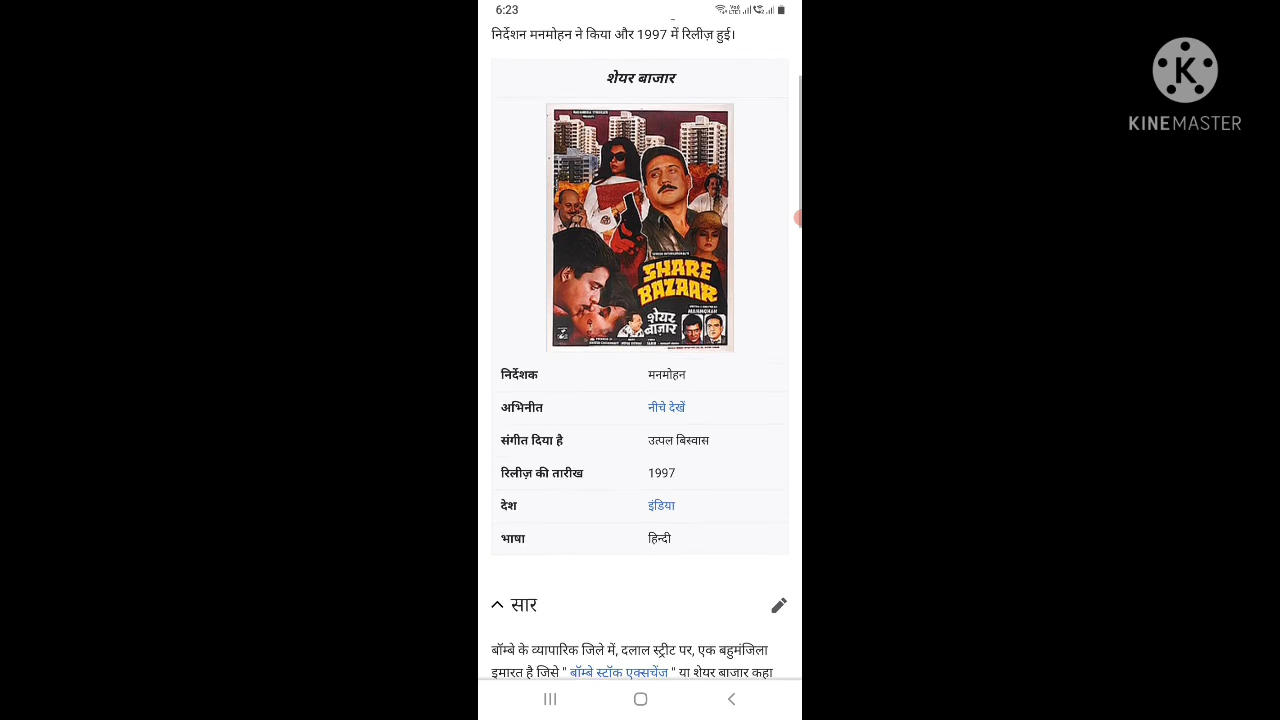 6:23
निर्देशन मनमोहन ने किया और 1997 में रिलीज़ हुई।
शेयर बाजार
SHARE
BAZAAR
MANMOHAN
शेयर
बाज़ार
निर्देशक मनमोहन
अभिनीत नीचे देखें
संगीत दिया है उत्पल बिस्वास
रिलीज़ की तारीख 1997
देश इंडिया
भाषा हिन्दी
सार
बॉम्बे के व्यापारिक जिले में, दलाल स्ट्रीट पर, एक बहुमंजिला
इमारत है जिसे " बॉम्बे स्टॉक एक्सचेंज " या शेयर बाजार कहा
K
KINEMASTER